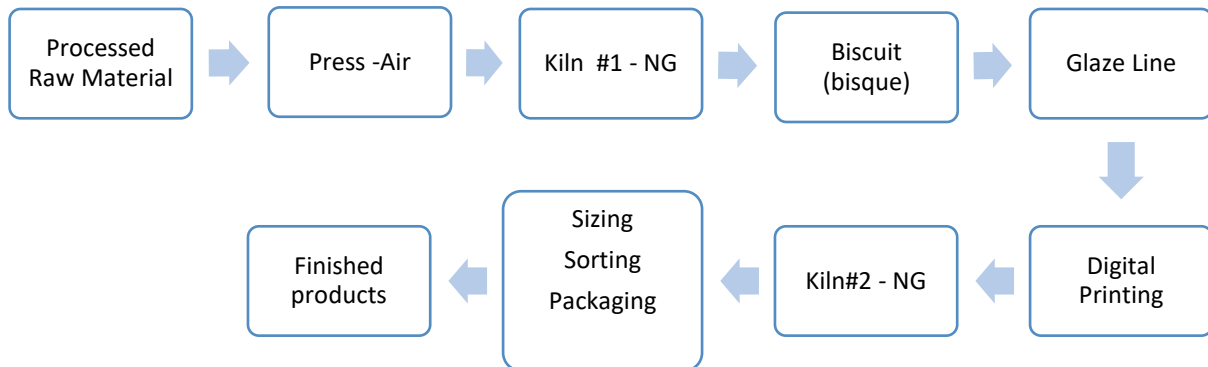 Processed
Raw Material
Press -Air
Kiln  #1 - NG
Biscuit
(bisque)
Glaze Line
Digital
Printing
Kiln#2 - NG
Sizing
Sorting
Packaging
Finished
products